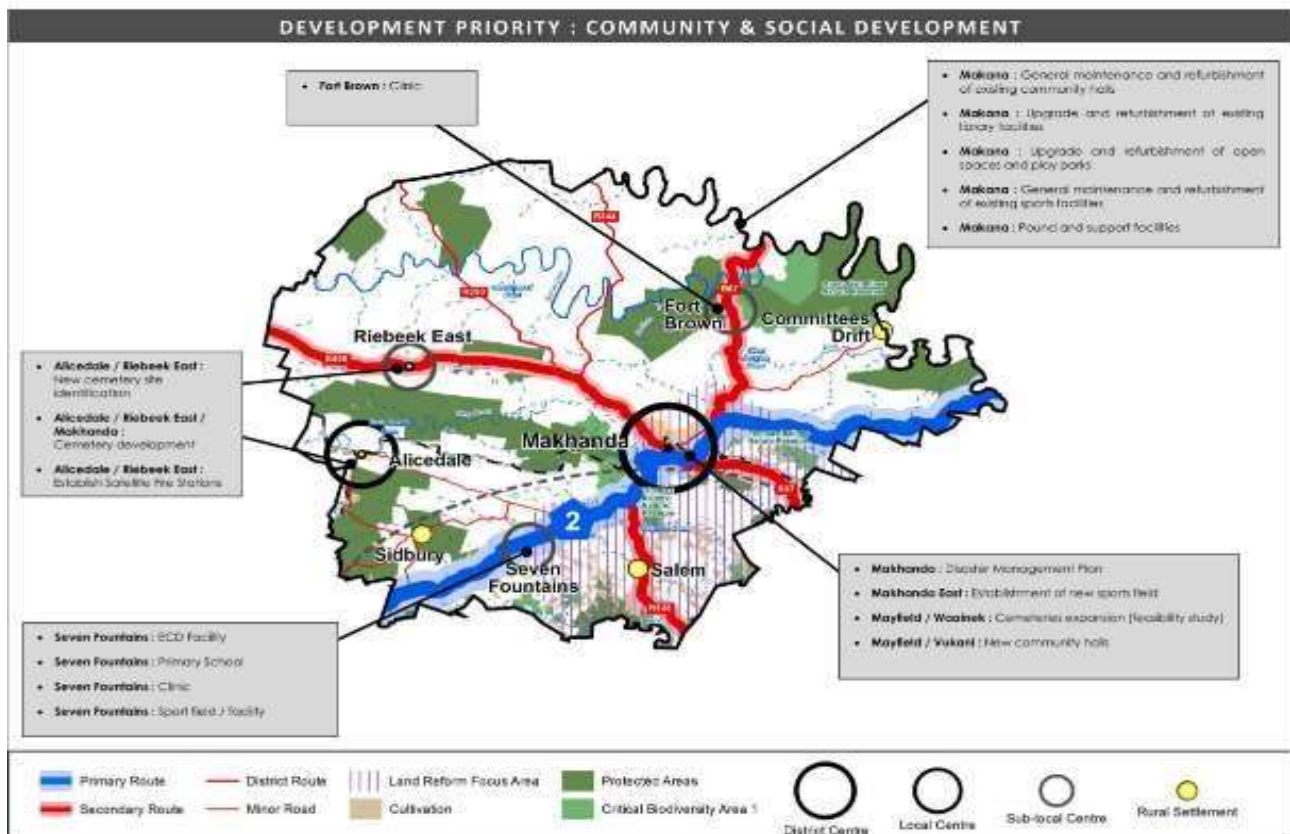 DEVELOPMENT PRIORITY : COMMUNITY & SOCIAL DEVELOPMENT
• Fort Brown : Clinic
• Makana : General maintenance and refurbishment
of existing community halls
• Makana : Upgrade and refurbishment of existing
library facilities
• Makana : Upgrade and refurbishment of open
spaces and play parks
• Makana : General maintenance and refurbishment
of existing sports facilities
• Makana : Pound and support facilities
R344
R67
Fort
Brown
Committees
Drift
Riebeek East
• Alicedale / Riebeek East :
New cemetery site
identification
• Alicedale / Riebeek East /
Makhanda :
Cemetery development
• Alicedale / Riebeek East :
Establish Satellite Fire Stations
Makhanda
Alicedale
R67
2
Sidbury
Seven
Fountains
Salem
• Makhanda : Disaster Management Plan
• Makhanda East : Establishment of new sports field
• Mayfield / Waainek : Cemeteries expansion (feasibility study)
• Mayfield / Vukani : New community halls
• Seven Fountains : ECD Facility
• Seven Fountains : Primary School
• Seven Fountains : Clinic
• Seven Fountains : Sport field / facility
Primary Route
District Route
Land Reform Focus Area
Protected Areas
Secondary Route
Minor Road
Cultivation
Critical Biodiversity Area 1
District Centre
Local Centre
Sub-local Centre
Rural Settlement